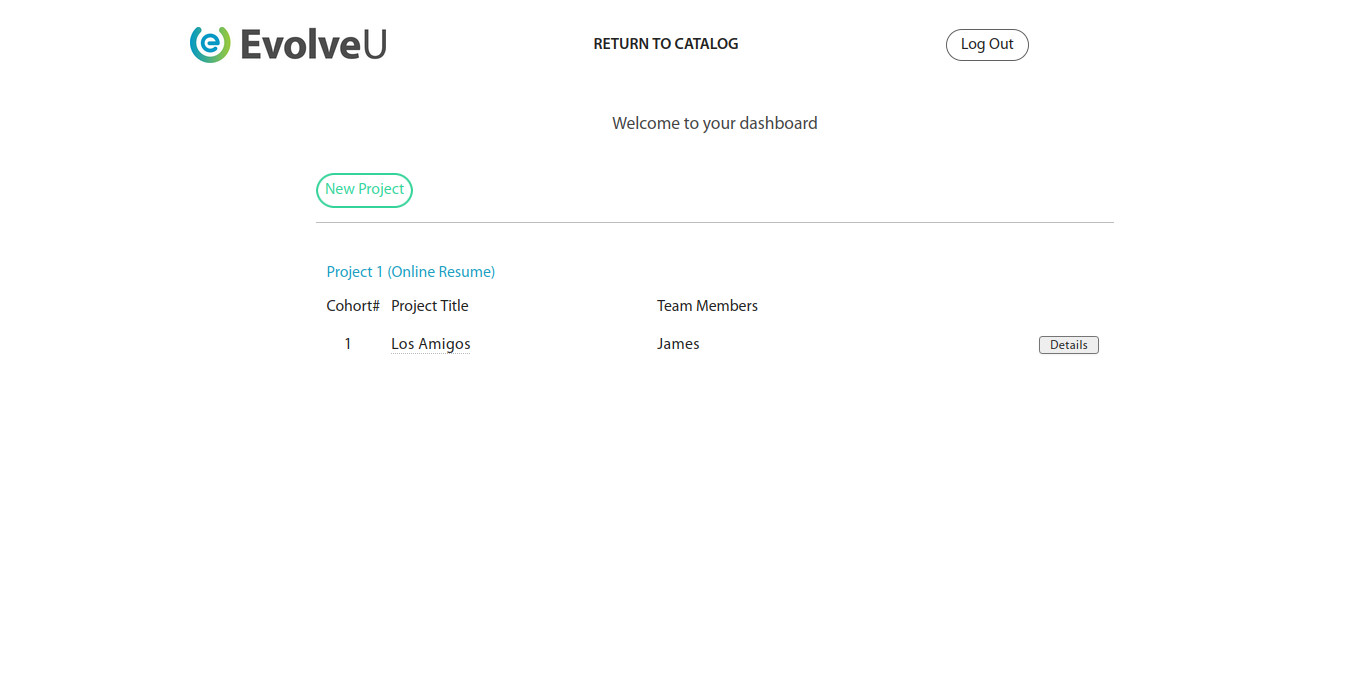 EvolveU RETURN TO CATALOG Log Out
Welcome to your dashboard
New Project
Project 1 (Online Resume)
Cohort# Project Title Team Members
1 Los Amigos James Details